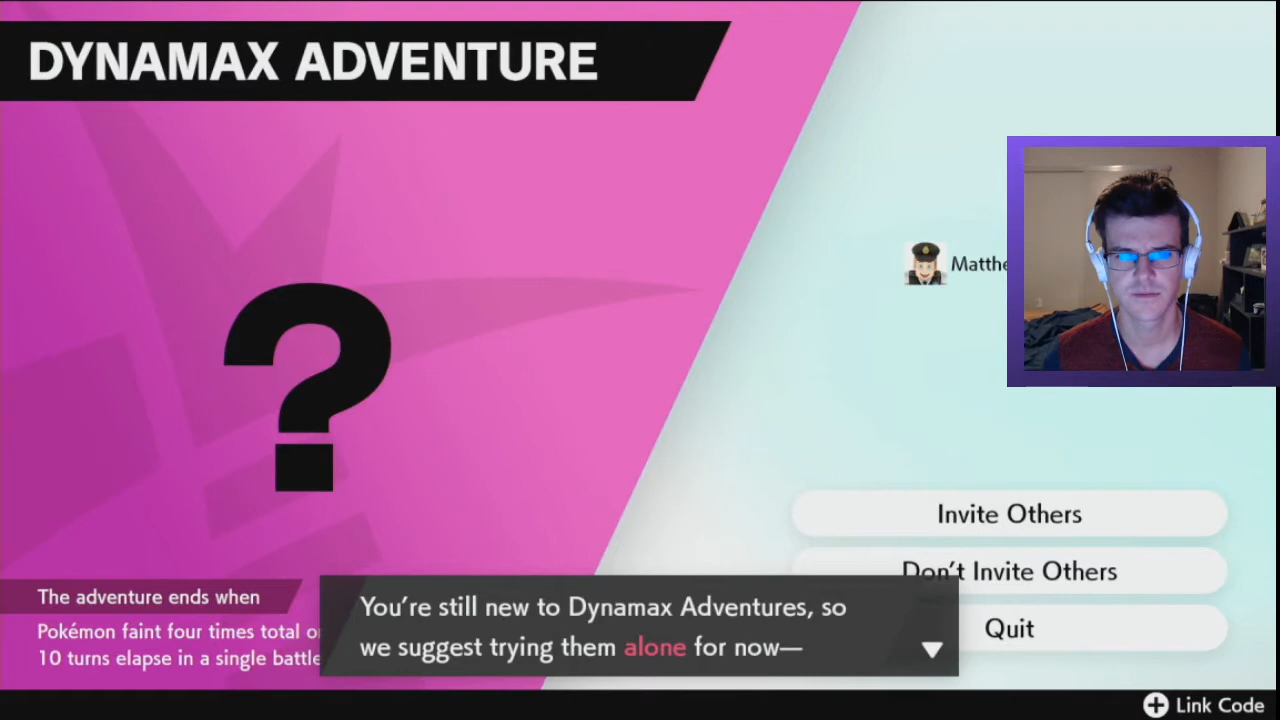 DYNAMAX ADVENTURE
Matthe
Invite Others
Don't Invite Others
Quit
The adventure ends when
Pokémon faint four times total or
10 turns elapse in a single battle
You're still new to Dynamax Adventures, so
we suggest trying them alone for now—
Link Code